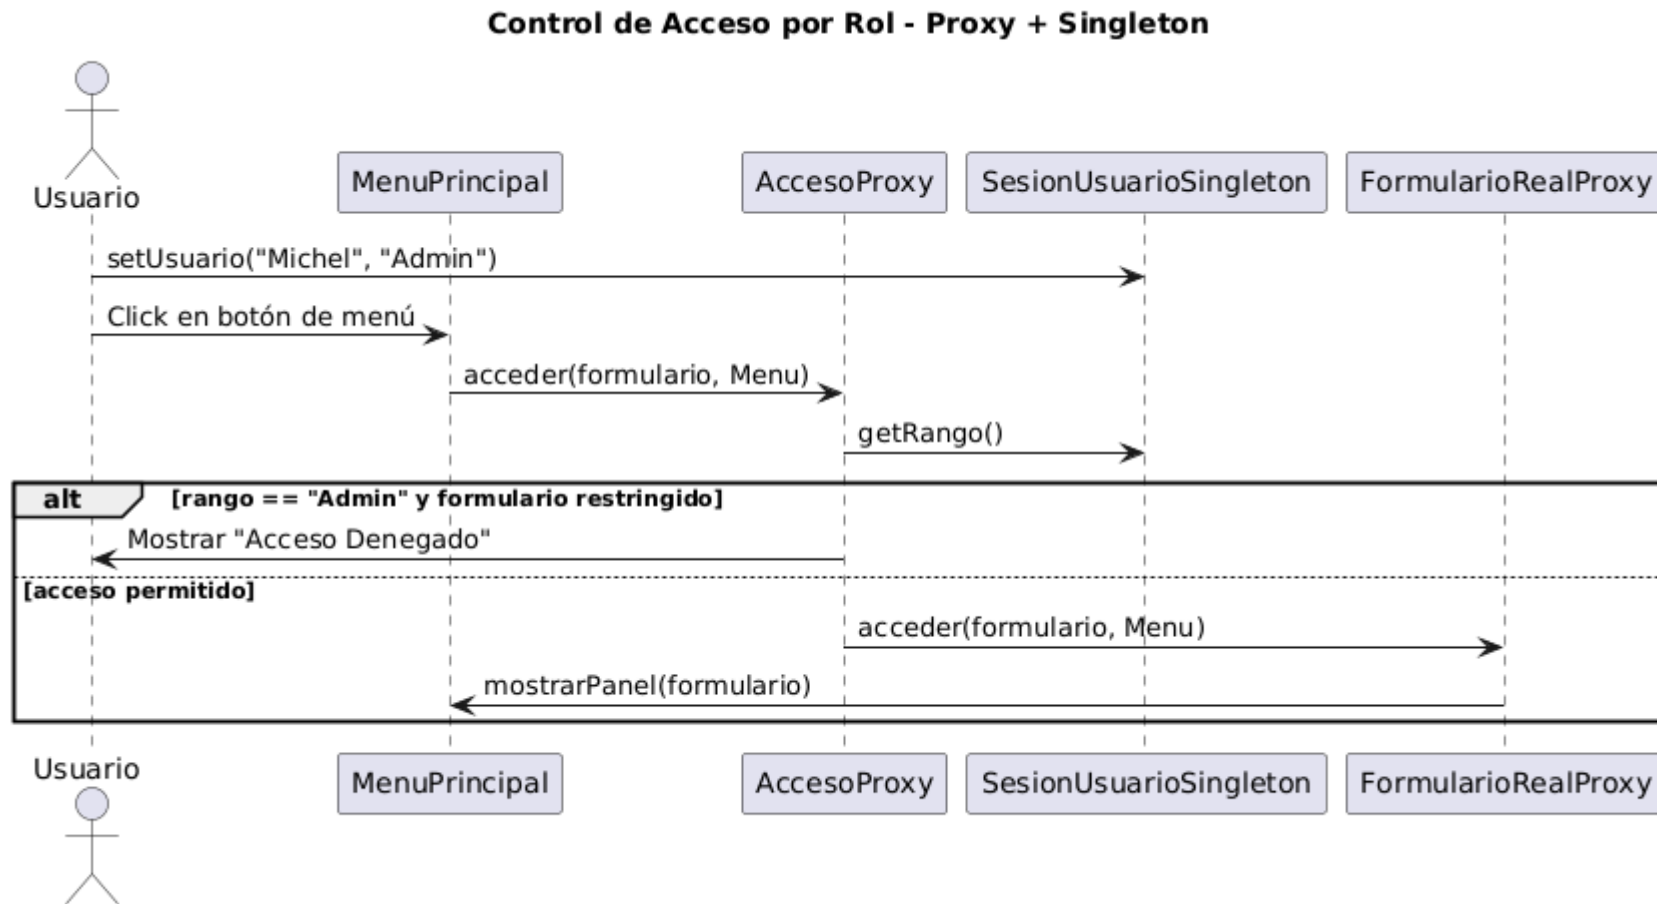 Control de Acceso por Rol - Proxy + Singleton
Usuario
MenuPrincipal
AccesoProxy
SesionUsuarioSingleton
FormularioRealProxy
setUsuario("Michel", "Admin")
Click en botón de menú
acceder(formulario, Menu)
getRango()
alt
[rango == "Admin" y formulario restringido]
Mostrar "Acceso Denegado"
[acceso permitido]
acceder(formulario, Menu)
mostrarPanel(formulario)
Usuario
MenuPrincipal
AccesoProxy
SesionUsuarioSingleton
FormularioRealProxy